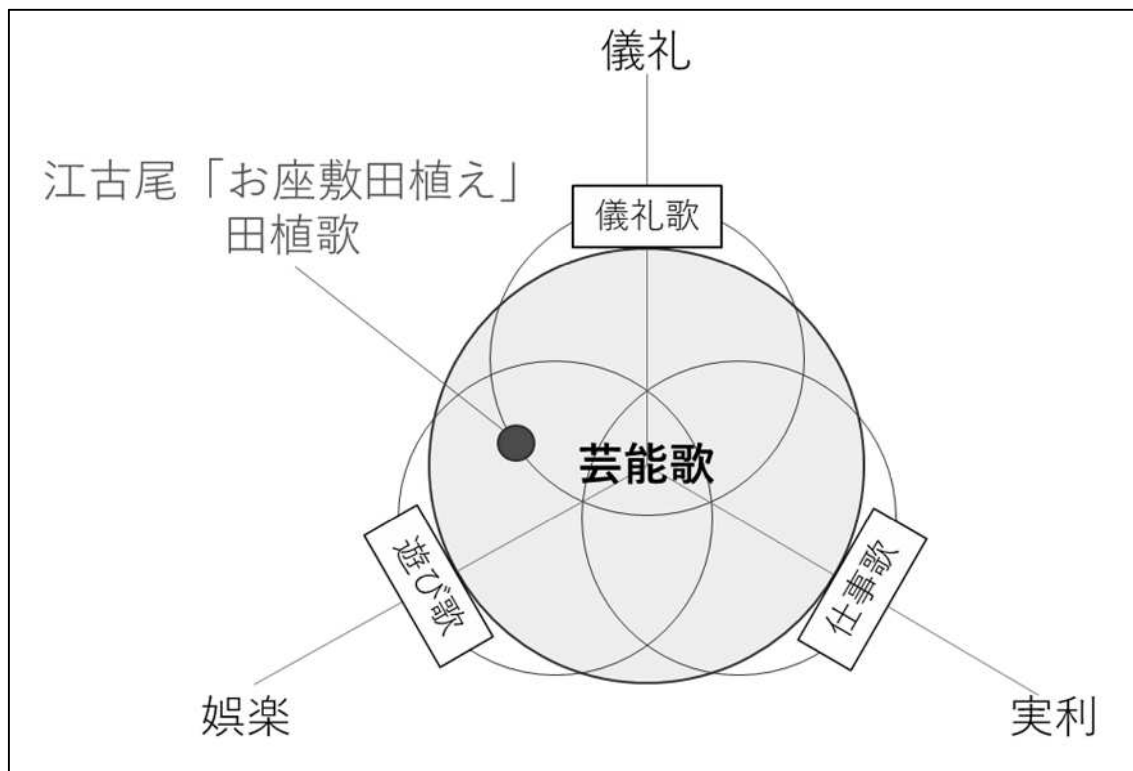 儀礼
江古尾「お座敷田植え」
田植歌
儀礼歌
芸能歌
遊び歌
仕事歌
娯楽
実利